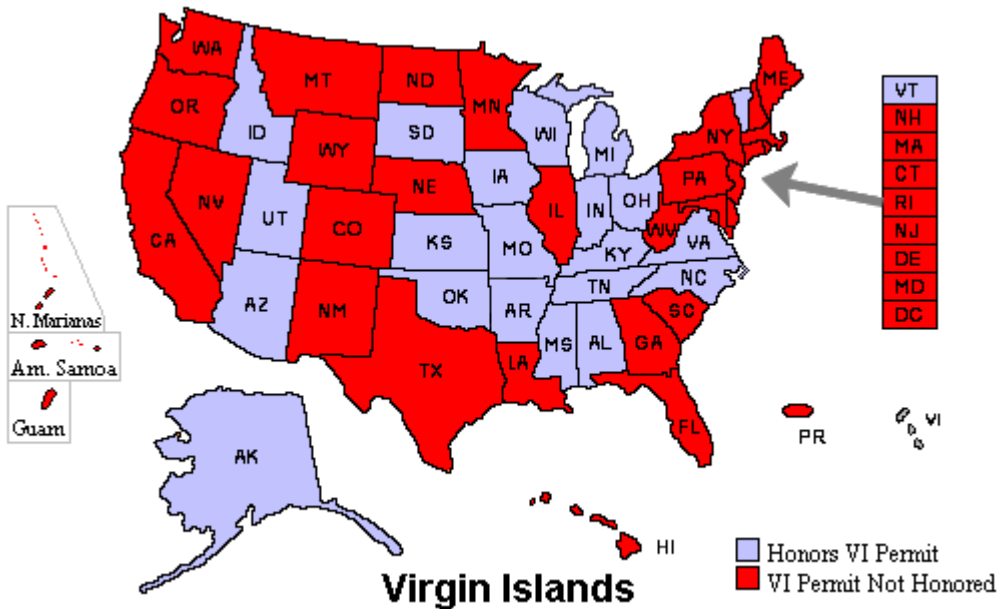 WA
MT
ND
MN
ME
VT
OR
ID
SD
WI
MI
NY
NH
MA
WY
IA
PA
CT
NE
RI
NV
UT
CO
IL
IN
OH
NJ
CA
KS
MO
KY
WV
VA
DE
AZ
NM
OK
AR
TN
NC
MD
SC
DC
N. Marianas
MS
AL
GA
Am. Samoa
TX
LA
Guam
FL
PR
VI
AK
HI
Honors VI Permit
Virgin Islands
VI Permit Not Honored